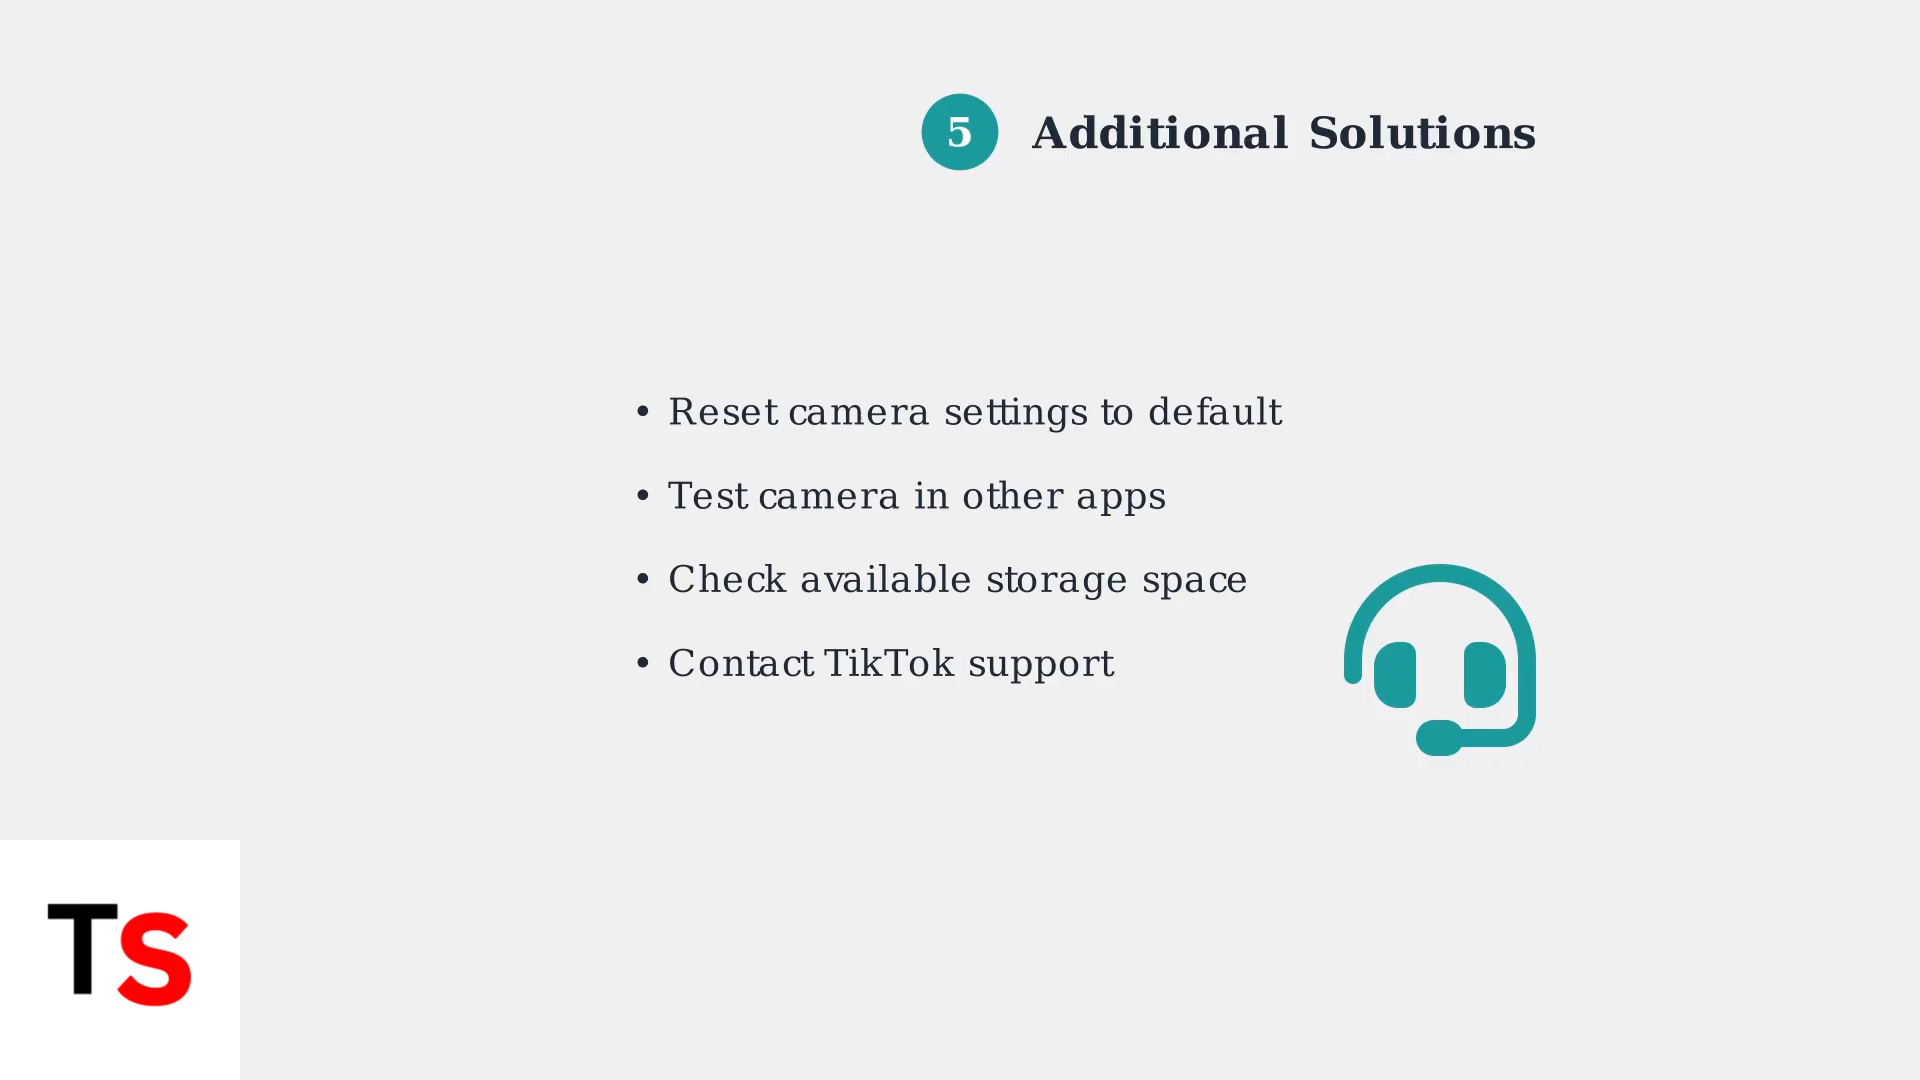 5 Additional Solutions
• Reset camera settings to default
• Test camera in other apps
• Check available storage space
• Contact TikTok support
TS